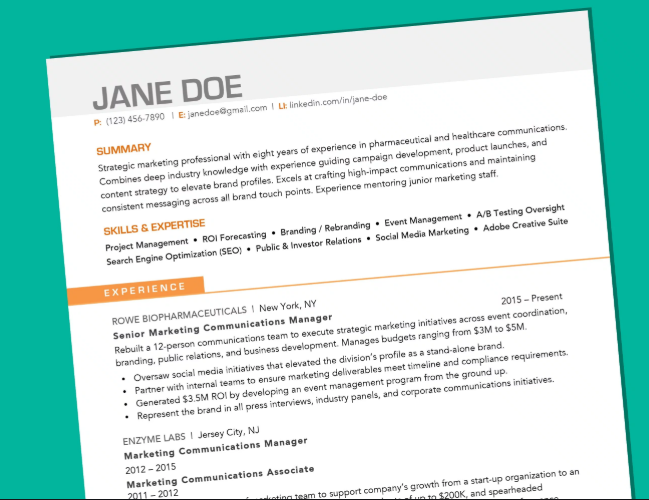 JANE DOE
P: (123) 456-7890 | E: janedoe@gmail.com | LI: linkedin.com/in/jane-doe
SUMMARY
Strategic marketing professional with eight years of experience in pharmaceutical and healthcare communications.
Combines deep industry knowledge with experience guiding campaign development, product launches, and
content strategy to elevate brand profiles. Excels at crafting high-impact communications and maintaining
consistent messaging across all brand touch points. Experience mentoring junior marketing staff.
SKILLS & EXPERTISE
Project Management • ROI Forecasting • Branding / Rebranding • Event Management • A/B Testing Oversight
Search Engine Optimization (SEO) • Public & Investor Relations • Social Media Marketing • Adobe Creative Suite
EXPERIENCE
ROWE BIOPHARMACEUTICALS | New York, NY
Senior Marketing Communications Manager 2015 – Present
Rebuilt a 12-person communications team to execute strategic marketing initiatives across event coordination,
branding, public relations, and business development. Manages budgets ranging from $3M to $5M.
• Oversaw social media initiatives that elevated the division's profile as a stand-alone brand.
• Partner with internal teams to ensure marketing deliverables meet timeline and compliance requirements.
• Generated $3.5M ROI by developing an event management program from the ground up.
• Represent the brand in all press interviews, industry panels, and corporate communications initiatives.
ENZYME LABS | Jersey City, NJ
Marketing Communications Manager
2012 – 2015
Marketing Communications Associate
2011 – 2012
marketing team to support company's growth from a start-up organization to an
of up to $200K, and spearheaded